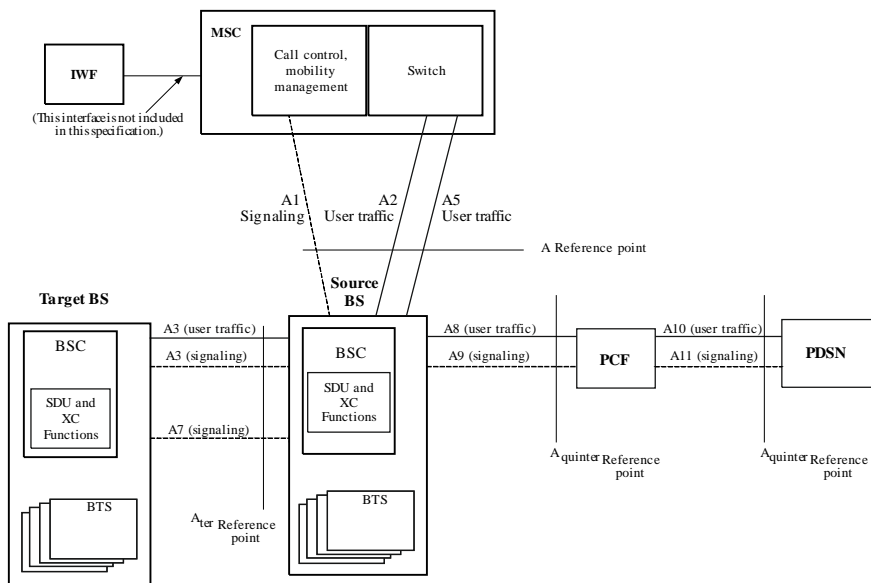 MSC
Call control,
mobility
management
Switch
IWF
(This interface is not included
in this specification.)
A1
Signaling
A2
User traffic
A5
User traffic
A Reference point
Target BS
Source
BS
BSC
SDU and
XC
Functions
BTS
A3 (user traffic)
A3 (signaling)
A7 (signaling)
Ater Reference
point
BSC
SDU and
XC
Functions
BTS
A8 (user traffic)
A9 (signaling)
PCF
A10 (user traffic)
A11 (signaling)
PDSN
Aquinter Reference
point
Aquinter Reference
point